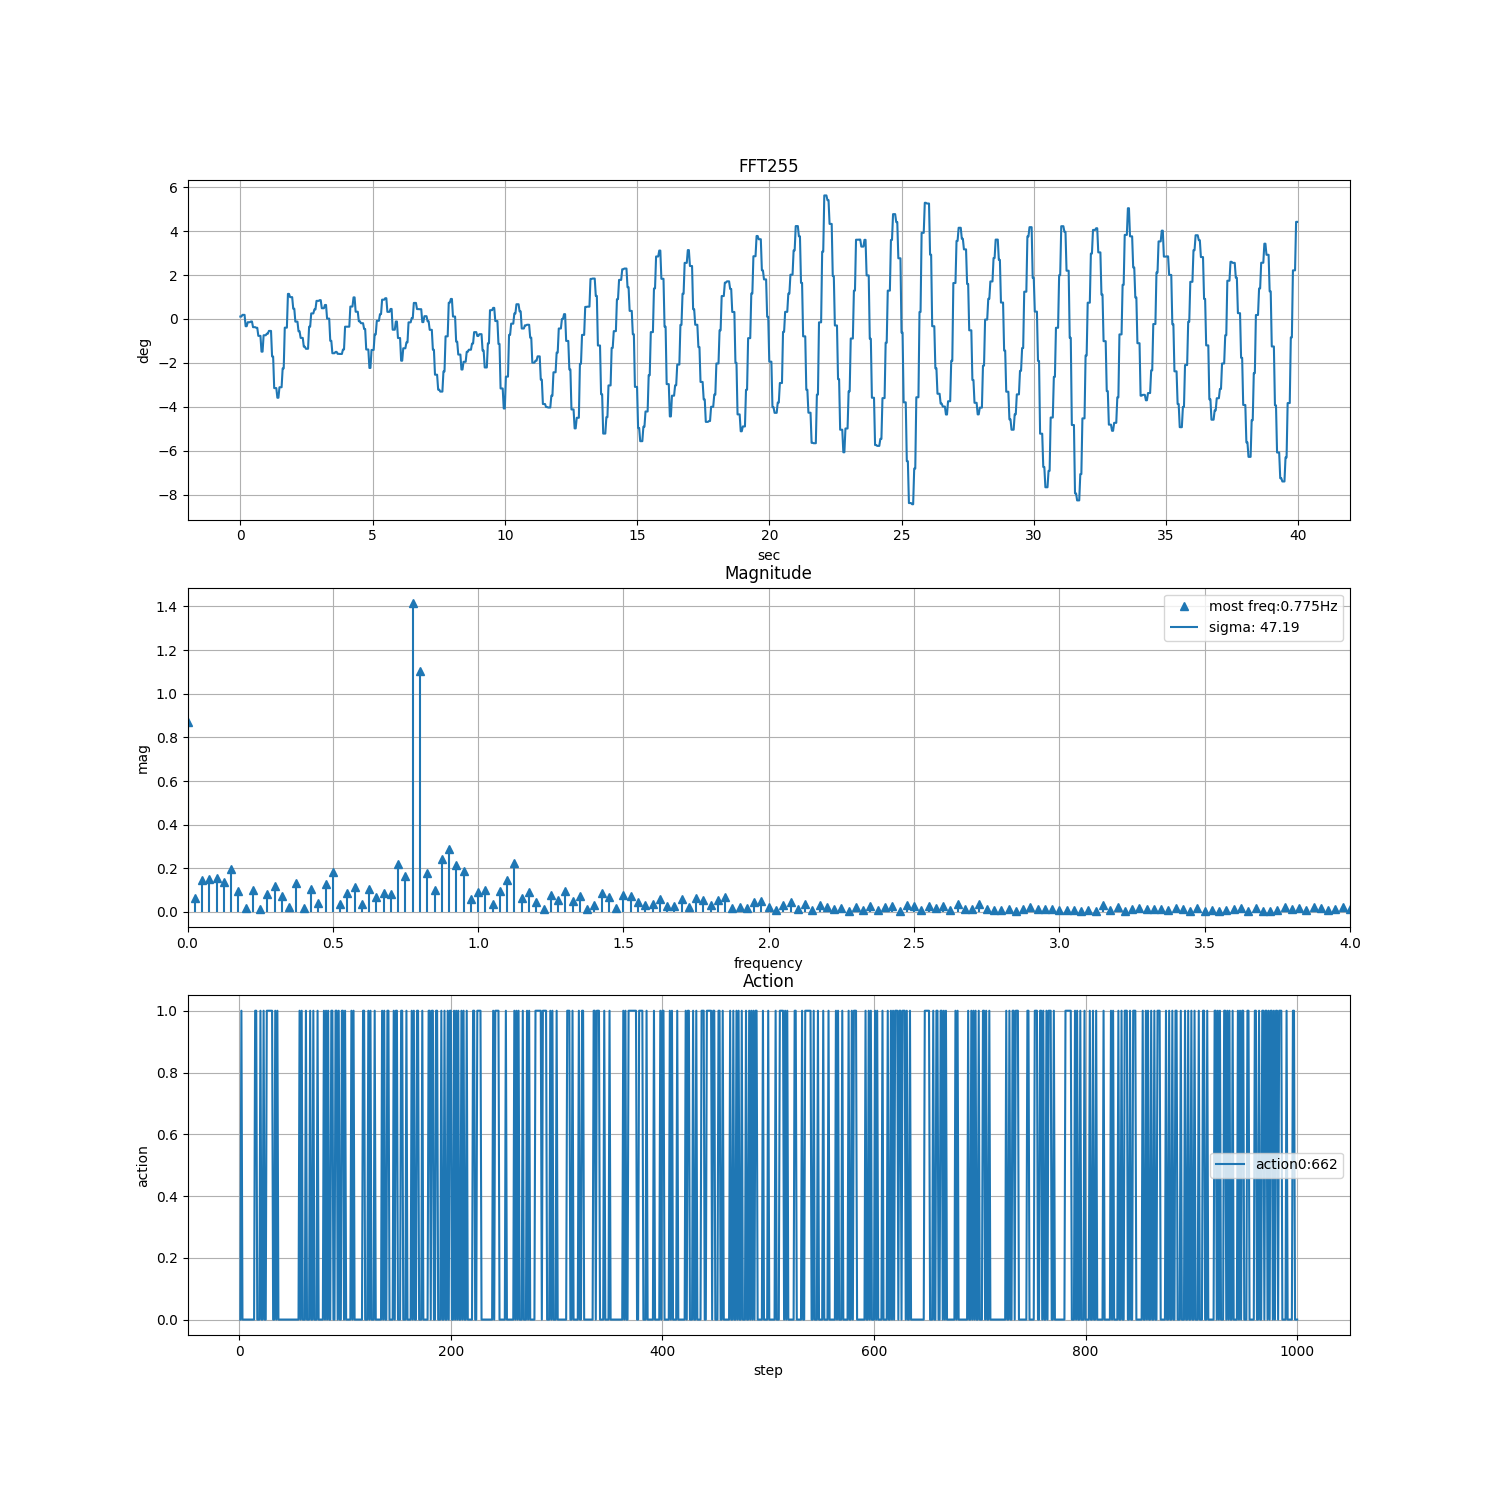 FFT255
6
4
2
0
−2
−4
−6
−8
deg
0 5 10 15 20 25 30 35 40
sec
Magnitude
1.4
1.2
1.0
0.8
0.6
0.4
0.2
0.0
mag
most freq:0.775Hz
sigma: 47.19
0.0 0.5 1.0 1.5 2.0 2.5 3.0 3.5 4.0
frequency
Action
1.0
0.8
0.6
0.4
0.2
0.0
action
action0:662
0 200 400 600 800 1000
step